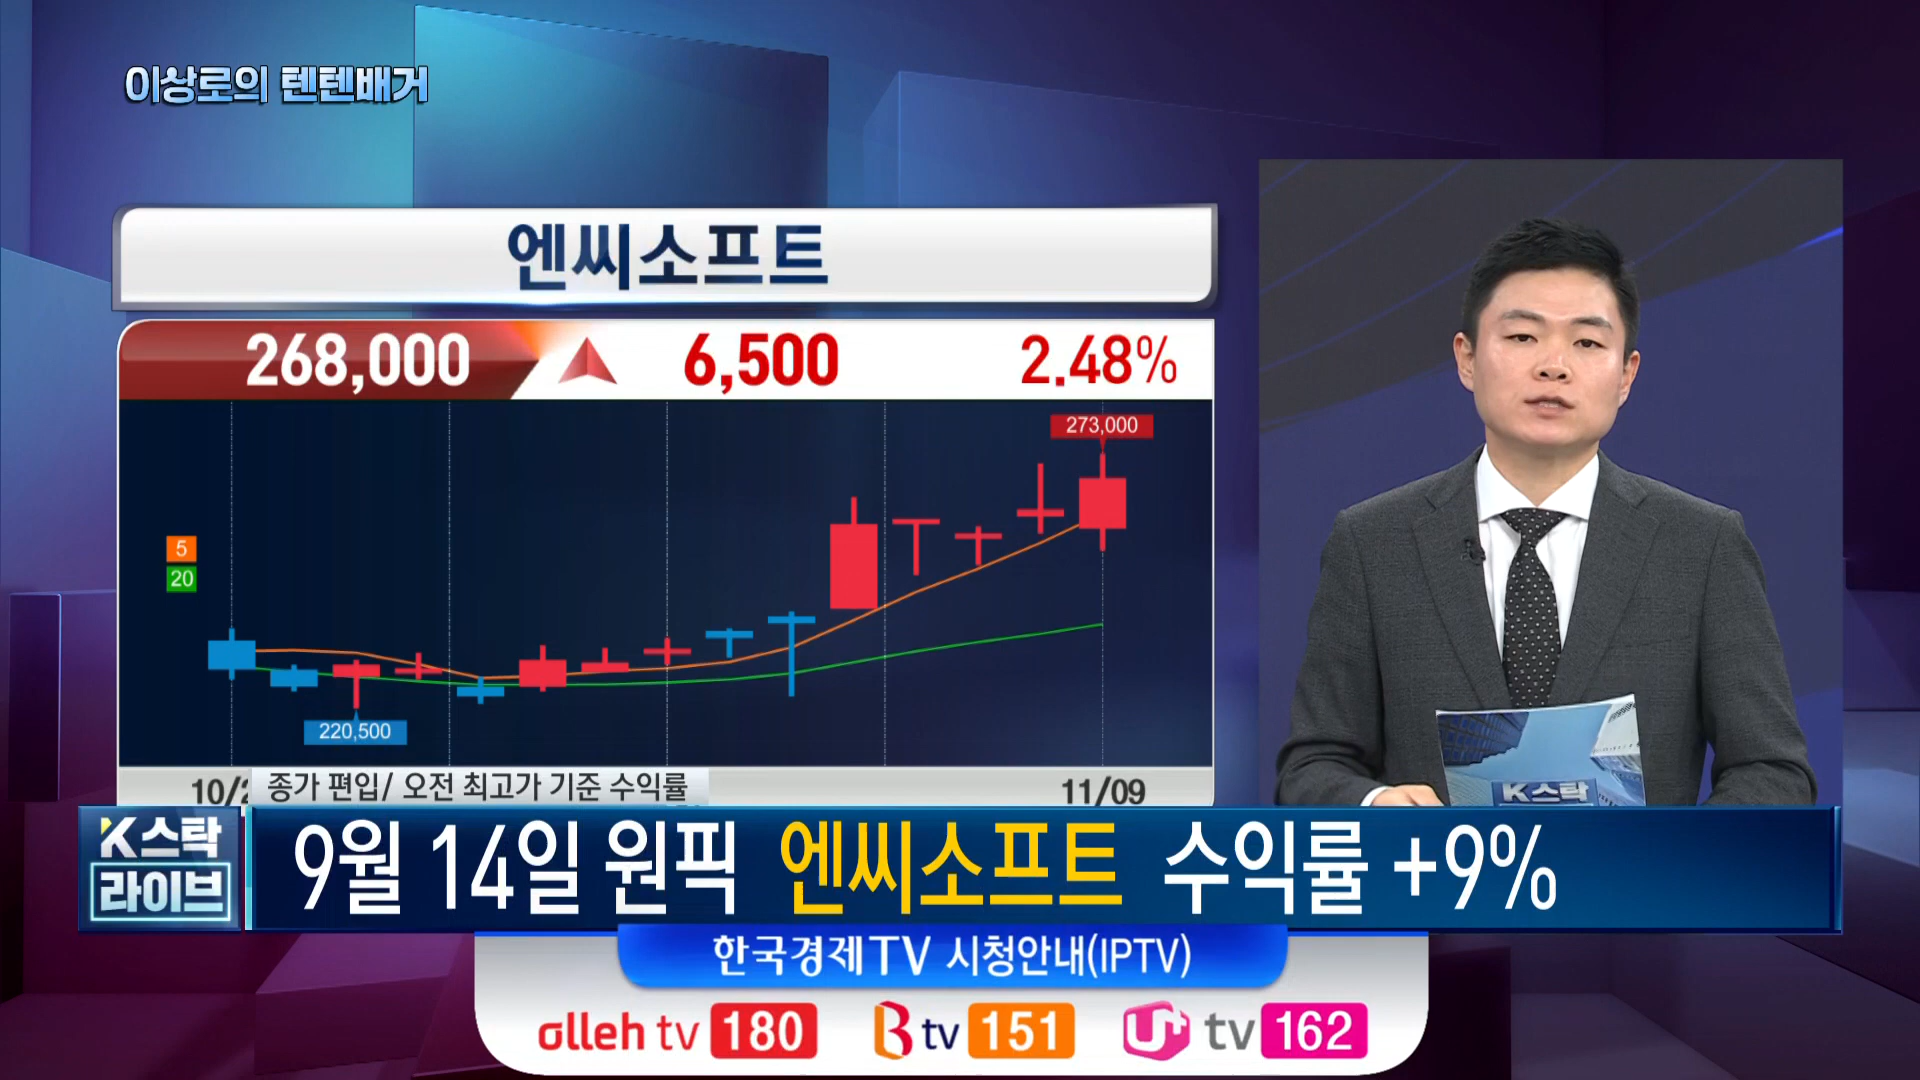 이상로의 텐텐배거
엔씨소프트
268,000 6,500 2.48%
273,000
5
20
220,500
11/09
종가 편입/ 오전 최고가 기준 수익률
K스탁
라이브
9월 14일 원픽 엔씨소프트 수익률 +9%
K스탁
한국경제TV 시청안내(IPTV)
olleh tv 180 B tv 151 U+ tv 162